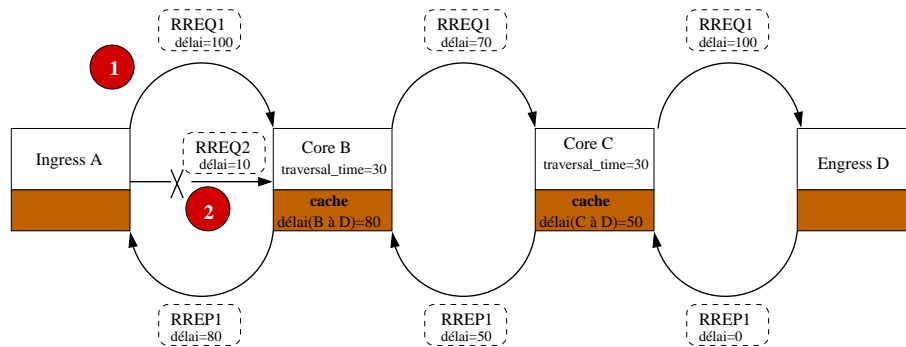 RREQ1
délai=100
RREQ1
délai=70
RREQ1
délai=100
1
Ingress A
RREQ2
délai=10
Core B
traversal_time=30
Core C
traversal_time=30
Engress D
2
cache
délai(B à D)=80
cache
délai(C à D)=50
RREP1
délai=80
RREP1
délai=50
RREP1
délai=0